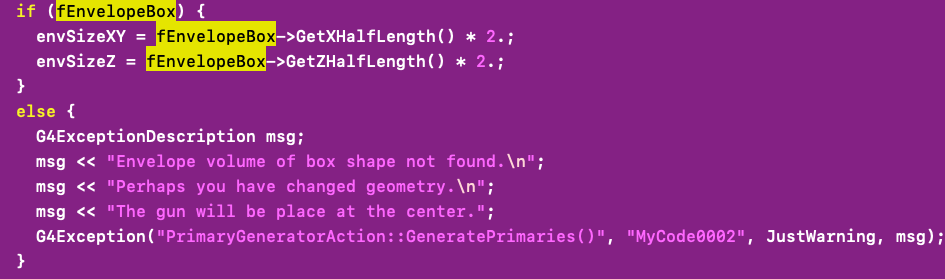 if (fEnvelopeBox) {
  envSizeXY = fEnvelopeBox->GetXHalfLength() * 2.;
  envSizeZ = fEnvelopeBox->GetZHalfLength() * 2.;
}
else {
  G4ExceptionDescription msg;
  msg << "Envelope volume of box shape not found.\n";
  msg << "Perhaps you have changed geometry.\n";
  msg << "The gun will be place at the center.";
  G4Exception("PrimaryGeneratorAction::GeneratePrimaries()", "MyCode0002", JustWarning, msg);
}